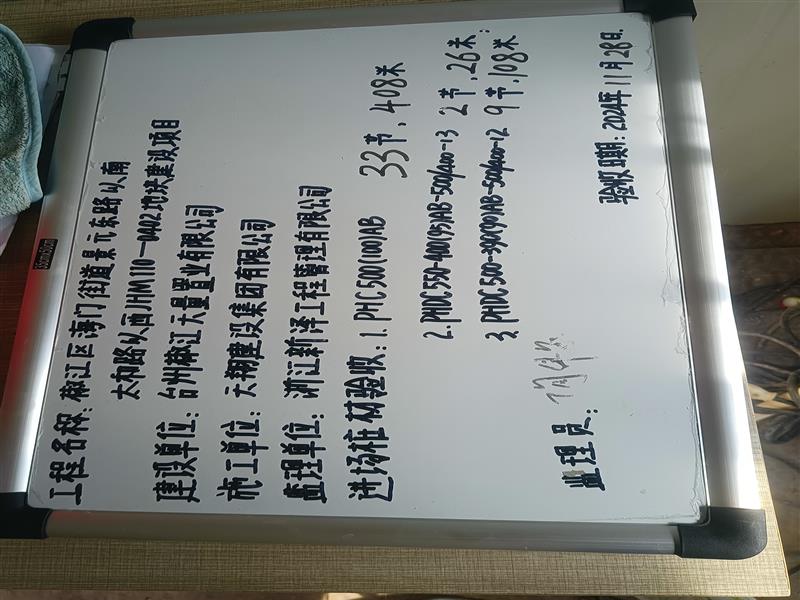 工程名称：椒江区海门街道景元东路以南
太和路以西JHM110-0402地块建设项目
建设单位：台州椒江天量置业有限公司
施工单位：天翔建设集团有限公司
监理单位：浙江新泽工程管理有限公司
进场桩材验收：1.PHC500(100)AB 33节，408米
2.PHDC550-400(95)AB-500/400-13 2节，26米；
3.PHDC500-390(90)AB-500/400-12 9节，108米
监理员：
验收日期：2024年11月28日.